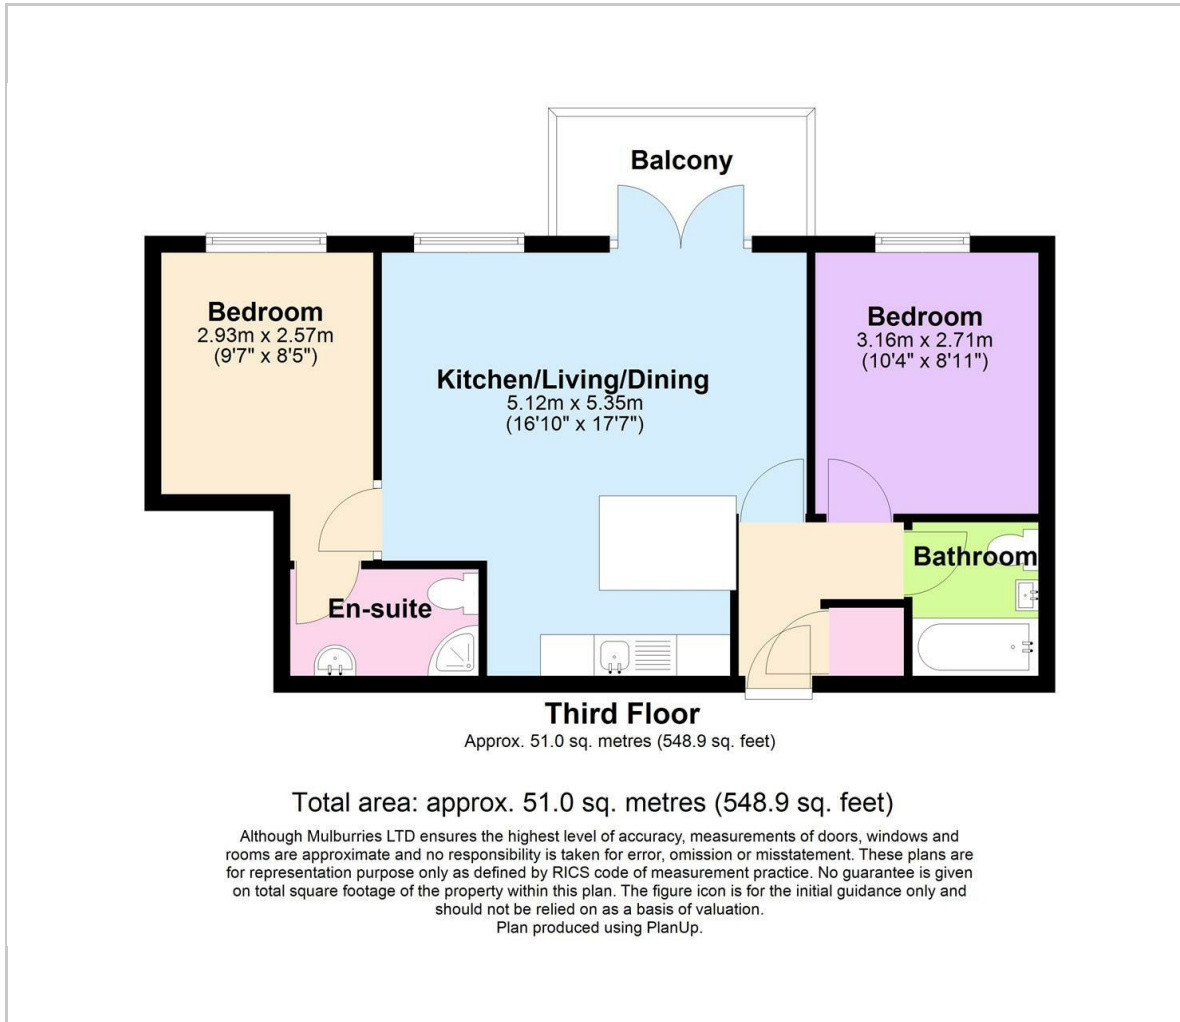 Balcony
Bedroom
2.93m x 2.57m
(9'7" x 8'5")
Kitchen/Living/Dining
5.12m x 5.35m
(16'10" x 17'7")
Bedroom
3.16m x 2.71m
(10'4" x 8'11")
En-suite
Bathroom
Third Floor
Approx. 51.0 sq. metres (548.9 sq. feet)
Total area: approx. 51.0 sq. metres (548.9 sq. feet)
Although Mulburries LTD ensures the highest level of accuracy, measurements of doors, windows and
rooms are approximate and no responsibility is taken for error, omission or misstatement. These plans are
for representation purpose only as defined by RICS code of measurement practice. No guarantee is given
on total square footage of the property within this plan. The figure icon is for the initial guidance only and
should not be relied on as a basis of valuation.
Plan produced using PlanUp.